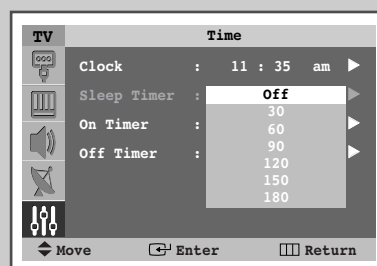 TV Time
Clock : 11 : 35 am
Sleep Timer : Off
30
On Timer : 60
90
Off Timer : 120
150
180
Move Enter Return